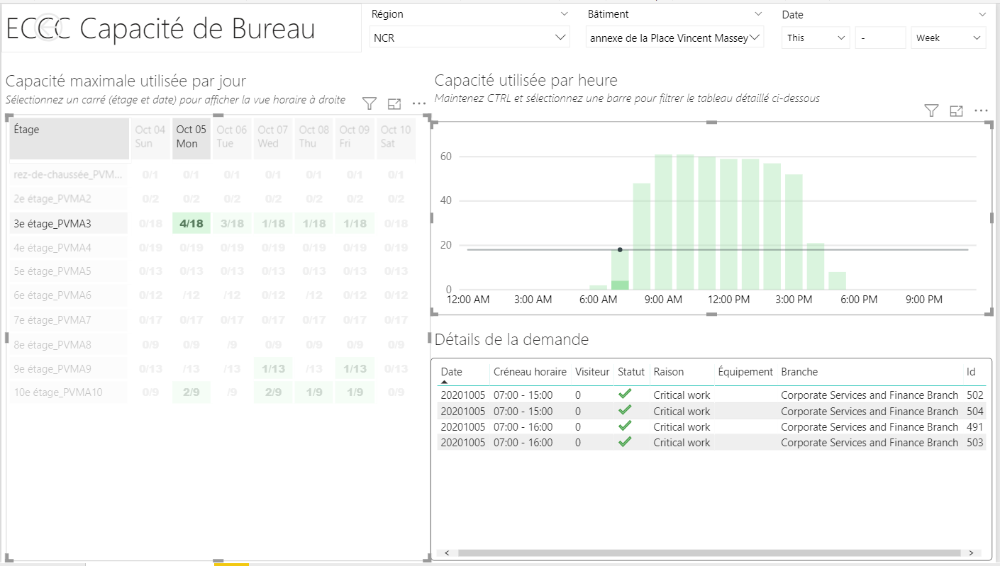 ECCC Capacité de Bureau
Région
NCR
Bâtiment
annexe de la Place Vincent Massey
Date
This - Week
Capacité maximale utilisée par jour
Sélectionnez un carré (étage et date) pour afficher la vue horaire à droite
Étage Oct 04 Sun Oct 05 Mon Oct 06 Tue Oct 07 Wed Oct 08 Thu Oct 09 Fri Oct 10 Sat
rez-de-chaussée_PVM... 0/1 0/1 0/1 0/1 0/1 0/1 0/1
2e étage_PVMA2 0/2 0/2 0/2 0/2 0/2 0/2 0/2
3e étage_PVMA3 0/18 4/18 3/18 1/18 1/18 1/18 0/18
4e étage_PVMA4 0/19 0/19 0/19 0/19 0/19 0/19 0/19
5e étage_PVMA5 0/13 0/13 0/13 0/13 0/13 0/13 0/13
6e étage_PVMA6 0/12 /12 /12 0/12 /12 0/12 0/12
7e étage_PVMA7 0/17 0/17 0/17 0/17 0/17 0/17 0/17
8e étage_PVMA8 0/9 0/9 /9 0/9 0/9 0/9 0/9
9e étage_PVMA9 0/13 /13 /13 1/13 /13 1/13 0/13
10e étage_PVMA10 0/9 2/9 /9 2/9 1/9 1/9 0/9
Capacité utilisée par heure
Maintenez CTRL et sélectionnez une barre pour filtrer le tableau détaillé ci-dessous
60
40
20
0
12:00 AM 3:00 AM 6:00 AM 9:00 AM 12:00 PM 3:00 PM 6:00 PM 9:00 PM
Détails de la demande
Date Créneau horaire Visiteur Statut Raison Équipement Branche Id
20201005 07:00 - 15:00 0 Critical work Corporate Services and Finance Branch 502
20201005 07:00 - 15:00 0 Critical work Corporate Services and Finance Branch 504
20201005 07:00 - 16:00 0 Critical work Corporate Services and Finance Branch 491
20201005 07:00 - 16:00 0 Critical work Corporate Services and Finance Branch 503